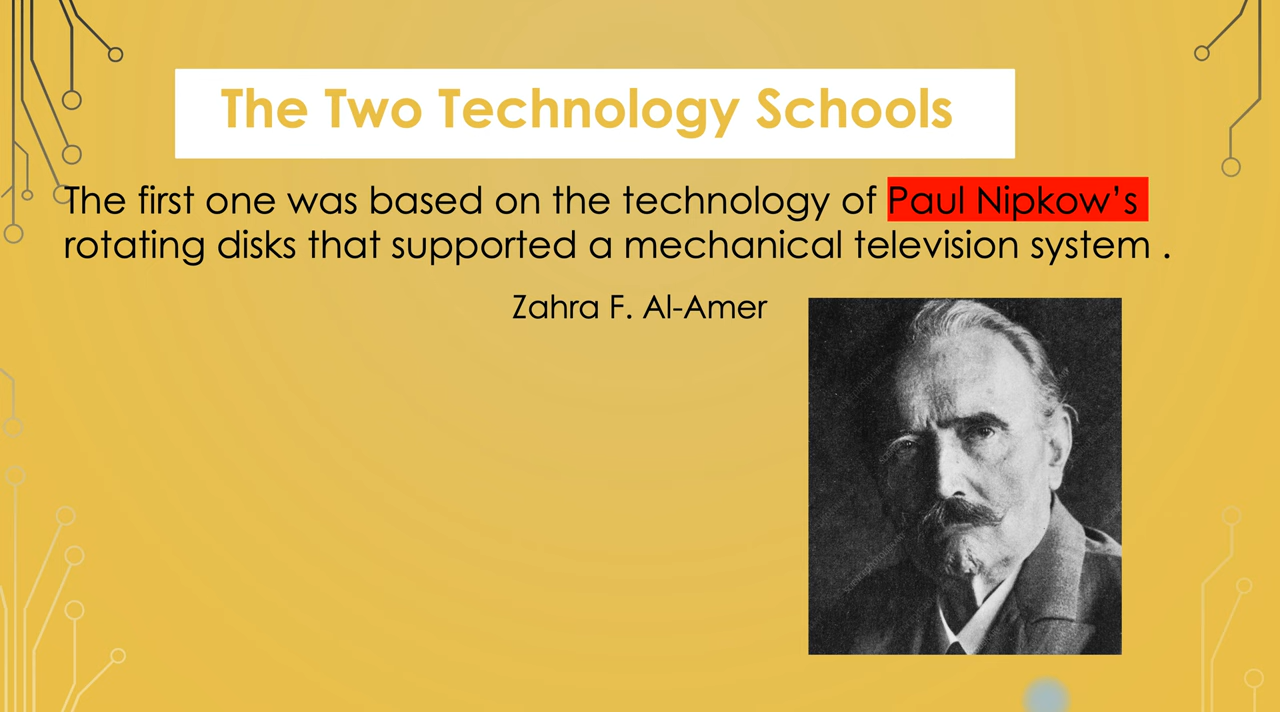 The Two Technology Schools
The first one was based on the technology of Paul Nipkow’s
rotating disks that supported a mechanical television system .
Zahra F. Al-Amer